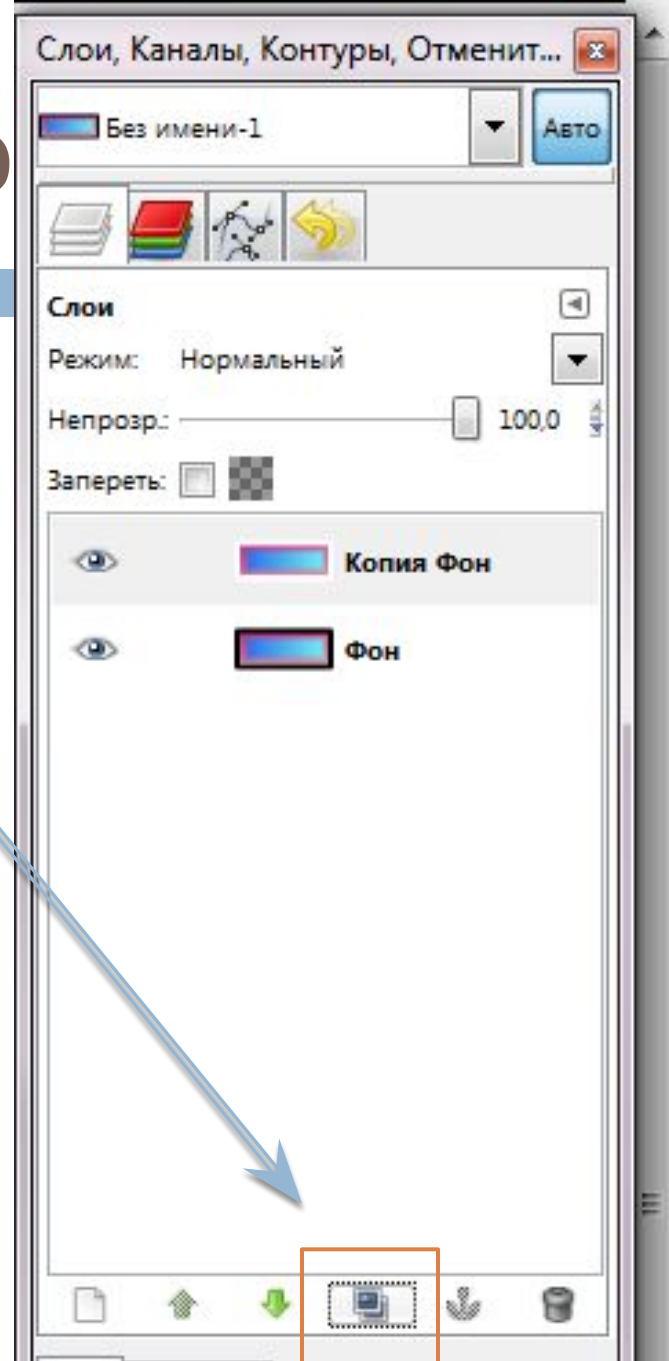 Слои, Каналы, Контуры, Отменит...
Без имени-1
Авто
Слои
Режим: Нормальный
Непрозр.: 100,0
Запереть:
Копия Фон
Фон